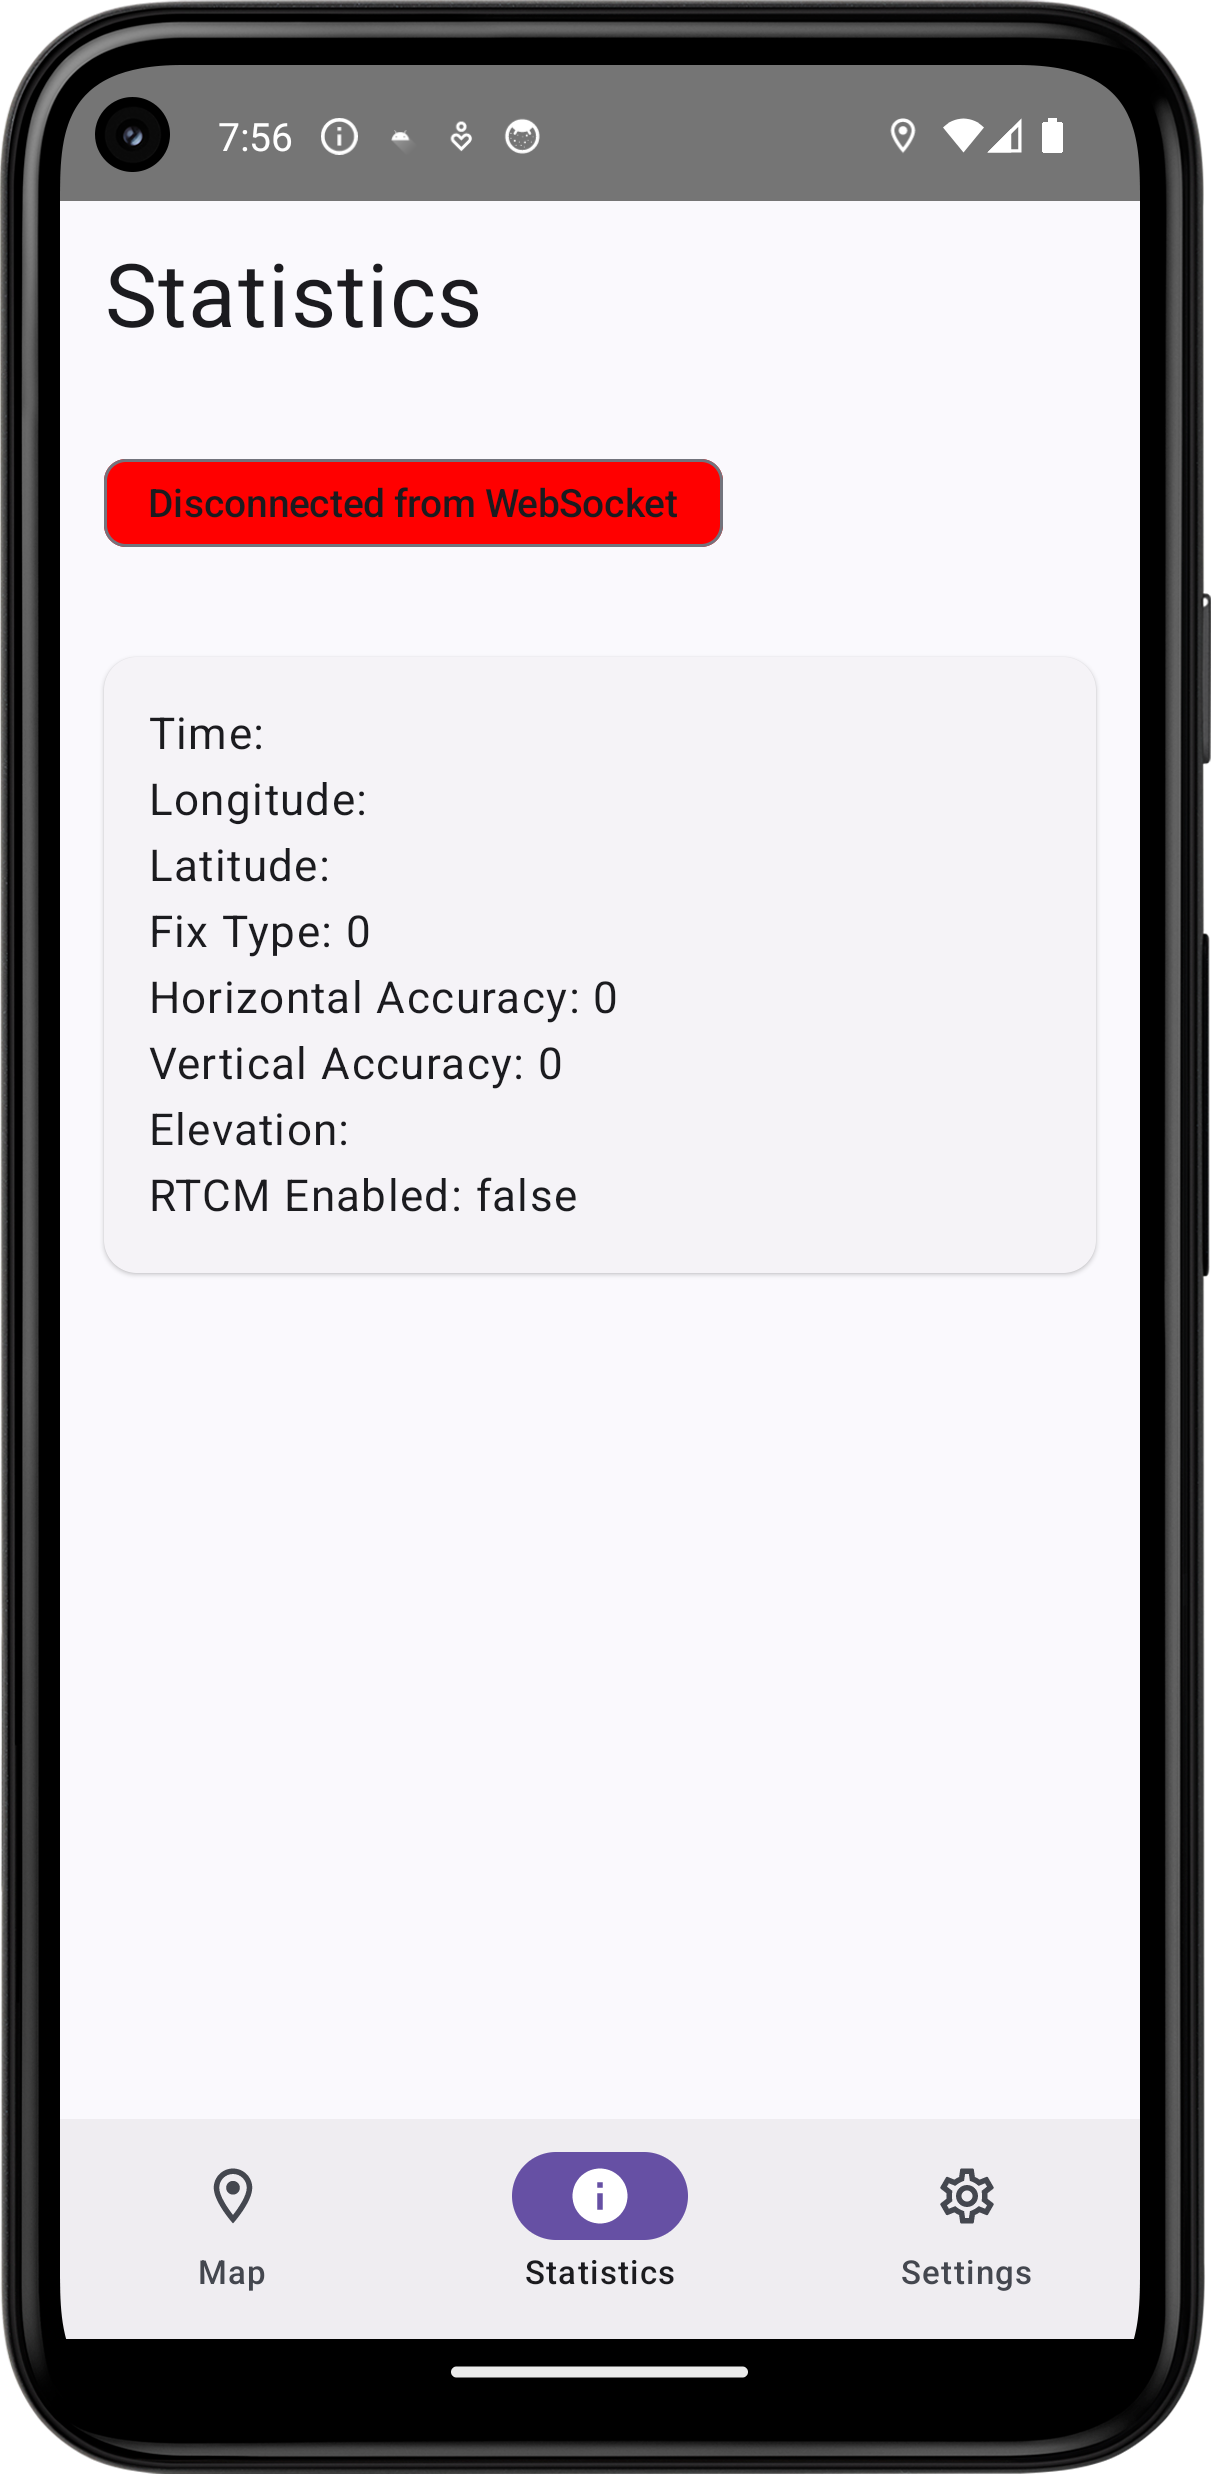 7:56
Statistics
Disconnected from WebSocket
Time:
Longitude:
Latitude:
Fix Type: 0
Horizontal Accuracy: 0
Vertical Accuracy: 0
Elevation:
RTCM Enabled: false
Map
Statistics
Settings